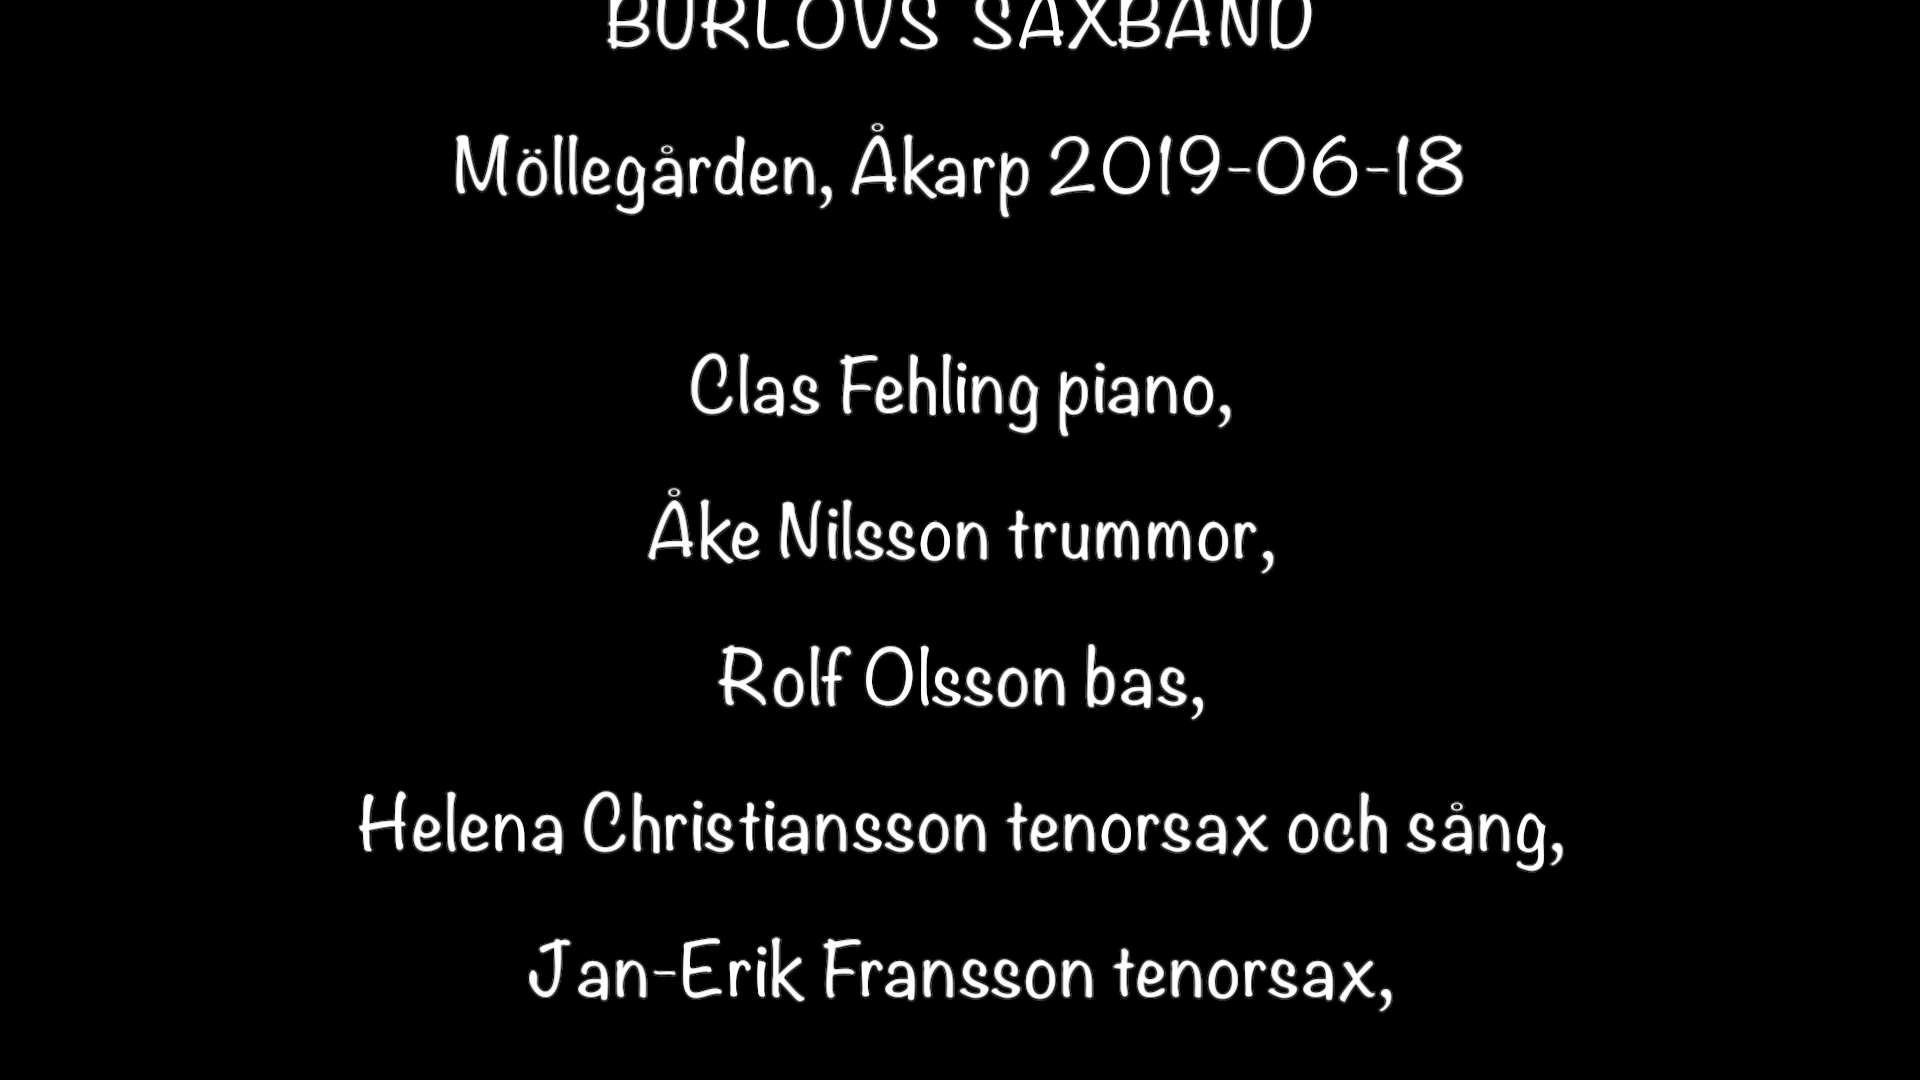 BURLÖVS SAXBAND
Möllegården, Åkarp 2019-06-18
Clas Fehling piano,
Åke Nilsson trummor,
Rolf Olsson bas,
Helena Christiansson tenorsax och sång,
Jan-Erik Fransson tenorsax,